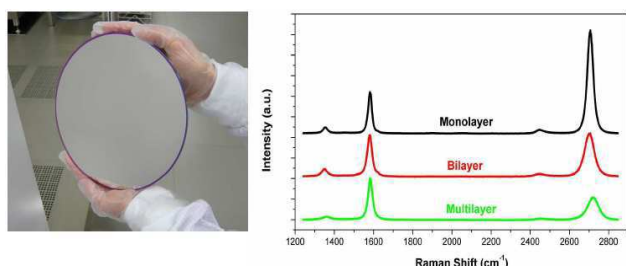 Intensity (a.u.)
Monolayer
Bilayer
Multilayer
1200 1400 1600 1800 2000 2200 2400 2600 2800
Raman Shift (cm⁻¹)